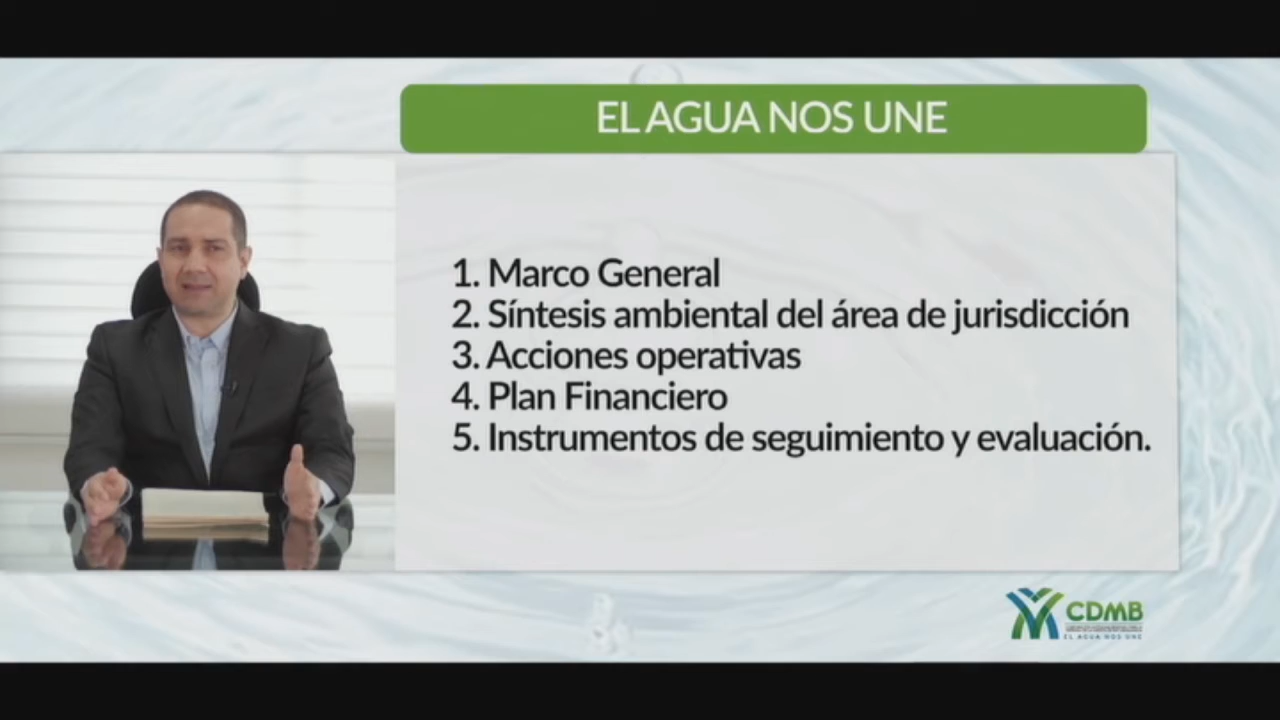 EL AGUA NOS UNE
1. Marco General
2. Síntesis ambiental del área de jurisdicción
3. Acciones operativas
4. Plan Financiero
5. Instrumentos de seguimiento y evaluación.
CDMB
EL AGUA NOS UNE